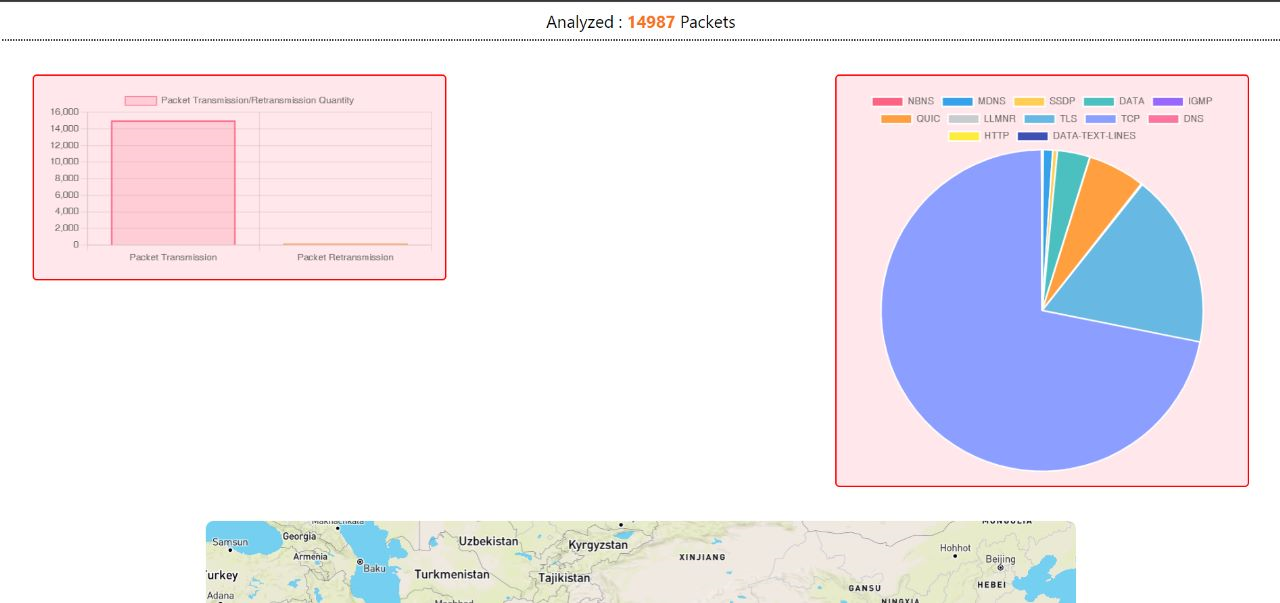 Analyzed : 14987 Packets
Packet Transmission/Retransmission Quantity
16,000
14,000
12,000
10,000
8,000
6,000
4,000
2,000
0
Packet Transmission Packet Retransmission
NBNS MDNS SSDP DATA IGMP
QUIC LLMNR TLS TCP DNS
HTTP DATA-TEXT-LINES
Makhachkala
MONGOLIA
Samsun
Georgia
Uzbekistan
Kyrgyzstan
Hohhot
Armenia
XINJIANG
Beijing
Baku
urkey
Turkmenistan
Tajikistan
GANSU
HEBEI
Adana
NINGXIA